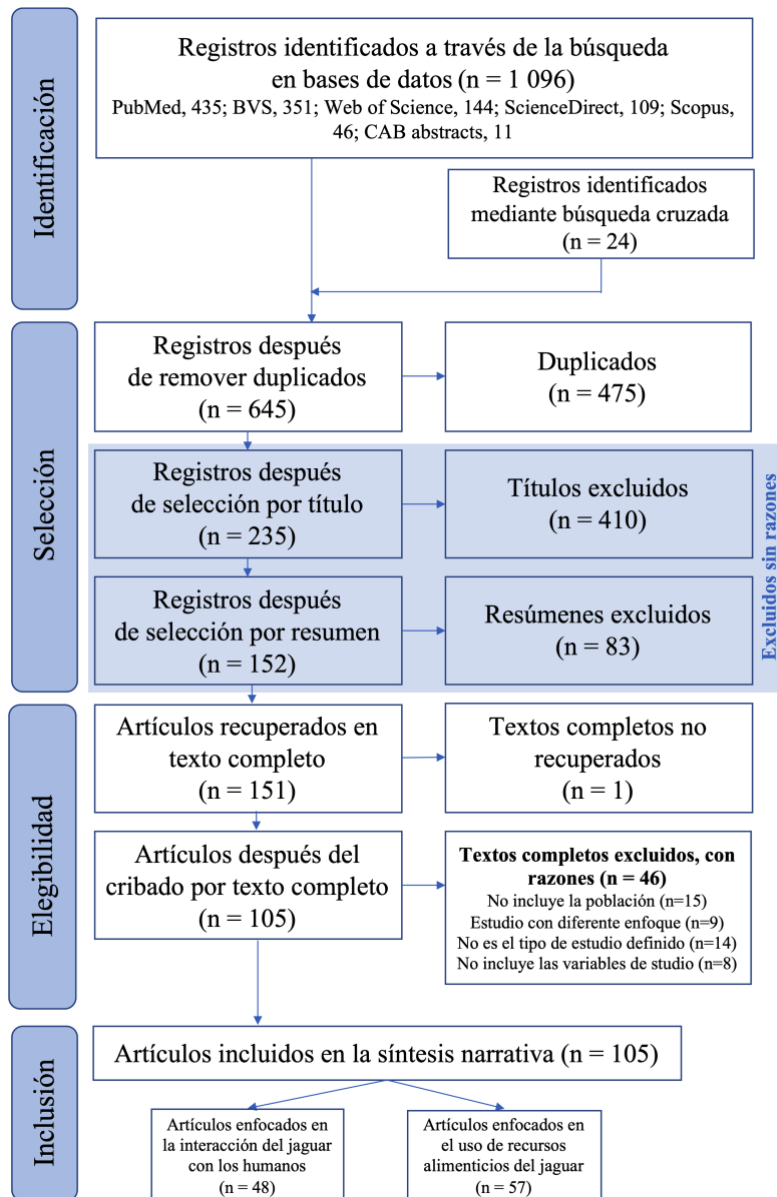 Identificación
Registros identificados a través de la búsqueda
en bases de datos (n = 1 096)
PubMed, 435; BVS, 351; Web of Science, 144; ScienceDirect, 109; Scopus,
46; CAB abstracts, 11
Registros identificados
mediante búsqueda cruzada
(n = 24)
Selección
Registros después
de remover duplicados
(n = 645)
Duplicados
(n = 475)
Registros después
de selección por título
(n = 235)
Títulos excluidos
(n = 410)
Registros después
de selección por resumen
(n = 152)
Resúmenes excluidos
(n = 83)
Excluidos sin razones
Elegibilidad
Artículos recuperados en
texto completo
(n = 151)
Textos completos no
recuperados
(n = 1)
Artículos después del
cribado por texto completo
(n = 105)
Textos completos excluidos, con
razones (n = 46)
No incluye la población (n=15)
Estudio con diferente enfoque (n=9)
No es el tipo de estudio definido (n=14)
No incluye las variables de studio (n=8)
Inclusión
Artículos incluidos en la síntesis narrativa (n = 105)
Artículos enfocados en
la interacción del jaguar
con los humanos
(n = 48)
Artículos enfocados en
el uso de recursos
alimenticios del jaguar
(n = 57)